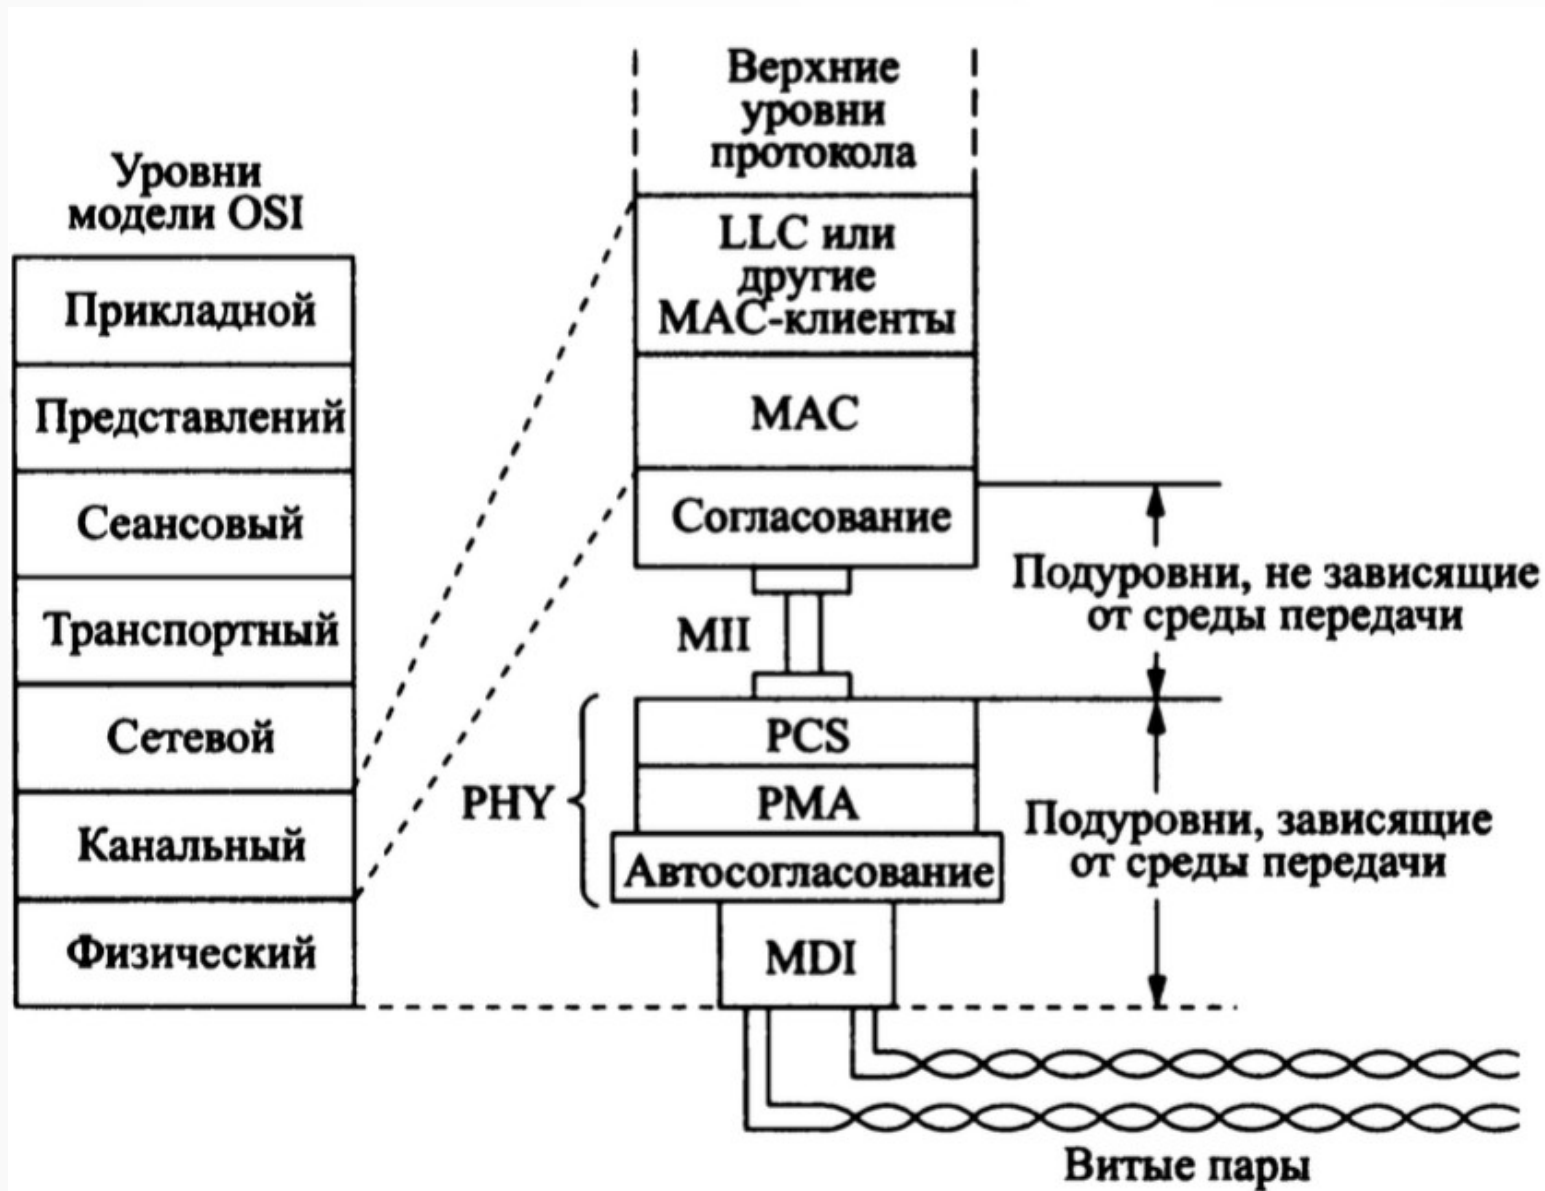 Уровни
модели OSI
Прикладной
Представлений
Сеансовый
Транспортный
Сетевой
Канальный
Физический
Верхние
уровни
протокола
LLC или
другие
МАС-клиенты
MAC
Согласование
MII
PHY
PCS
PMA
Автосогласование
MDI
Подуровни, не зависящие
от среды передачи
Подуровни, зависящие
от среды передачи
Витые пары